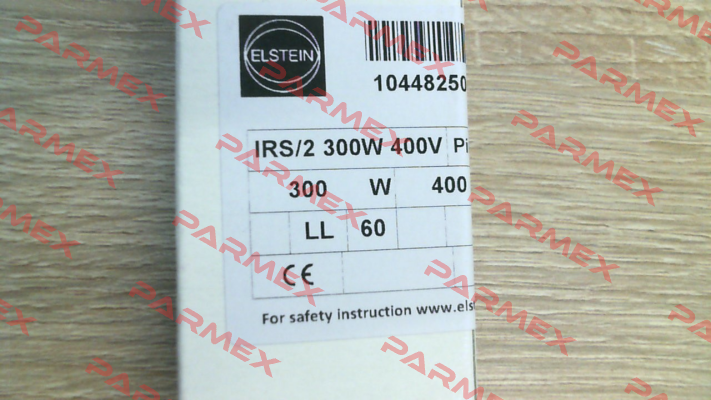 ELSTEIN
10448250
IRS/2 300W 400V Pi
300 W 400
LL 60
CE
For safety instruction www.els
PARMEX